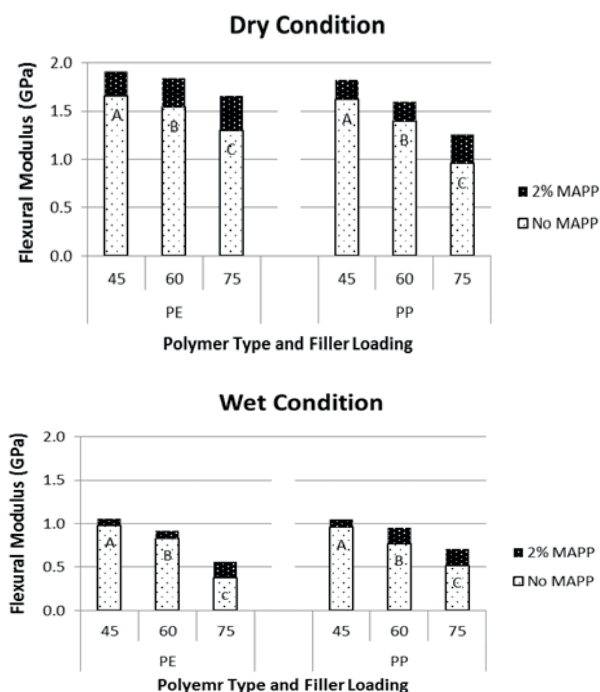 Dry Condition
Flexural Modulus (GPa)
2.0
1.5
1.0
0.5
0.0
A
B
C
A
B
C
2% MAPP
No MAPP
45 60 75 45 60 75
PE PP
Polymer Type and Filler Loading
Wet Condition
Flexural Modulus (GPa)
2.0
1.5
1.0
0.5
0.0
A
B
C
A
B
C
2% MAPP
No MAPP
45 60 75 45 60 75
PE PP
Polyemr Type and Filler Loading